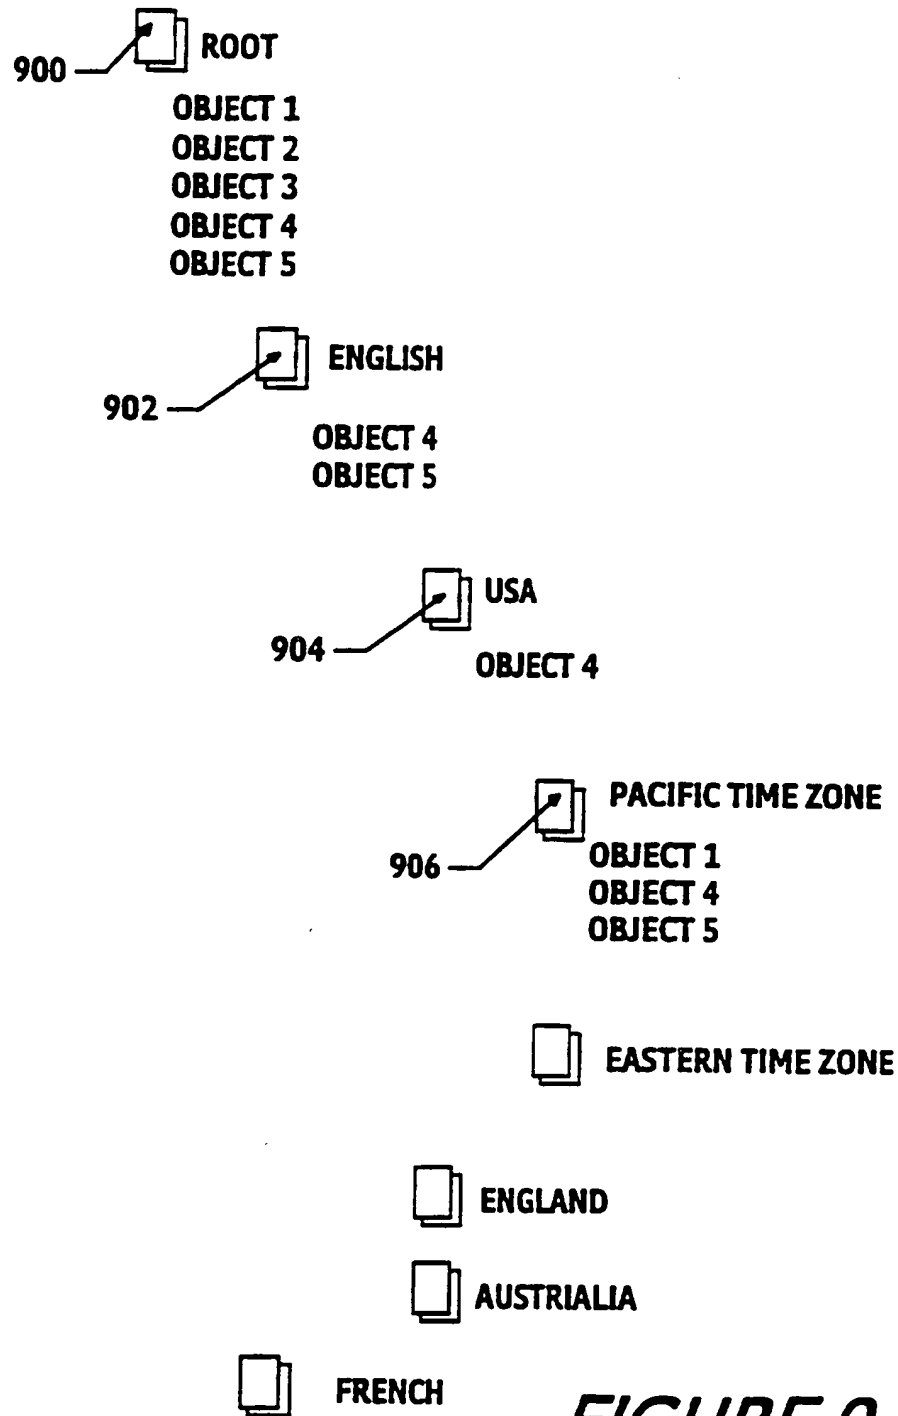 ROOT
900
OBJECT 1
OBJECT 2
OBJECT 3
OBJECT 4
OBJECT 5
ENGLISH
902
OBJECT 4
OBJECT 5
USA
904
OBJECT 4
PACIFIC TIME ZONE
906
OBJECT 1
OBJECT 4
OBJECT 5
EASTERN TIME ZONE
ENGLAND
AUSTRIALIA
FRENCH
FIGURE 9